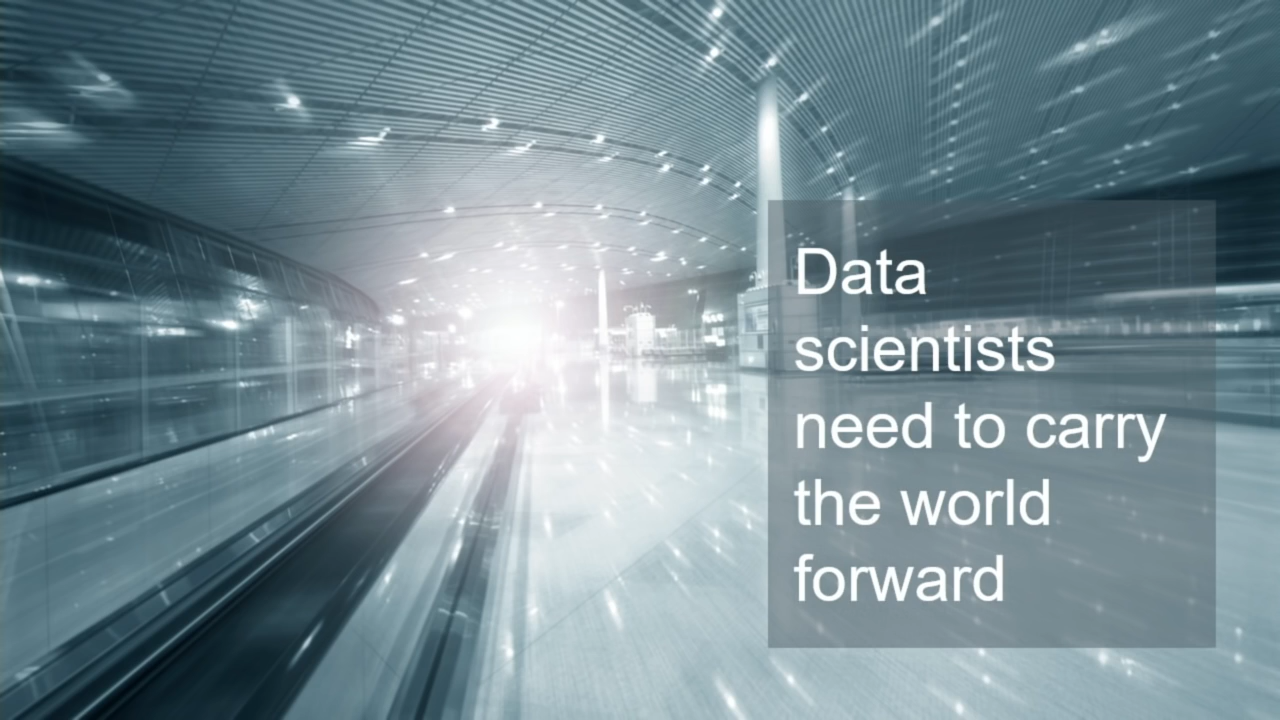 Data
scientists
need to carry
the world
forward